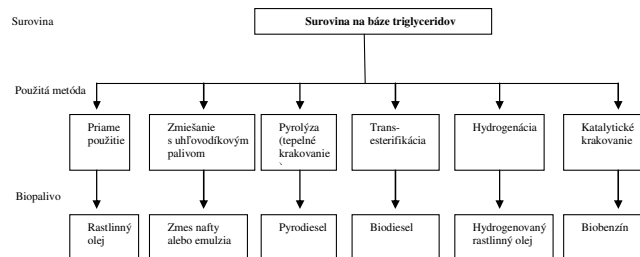 Surovina
Surovina na báze triglyceridov
Použitá metóda
Priame
použitie
Zmiešanie
s uhľovodíkovým
palivom
Pyrolýza
(tepelné
krakovanie
)
Trans-
esterifikácia
Hydrogenácia
Katalytické
krakovanie
Biopalivo
Rastlinný
olej
Zmes nafty
alebo emulzia
Pyrodiesel
Biodiesel
Hydrogenovaný
rastlinný olej
Biobenzín